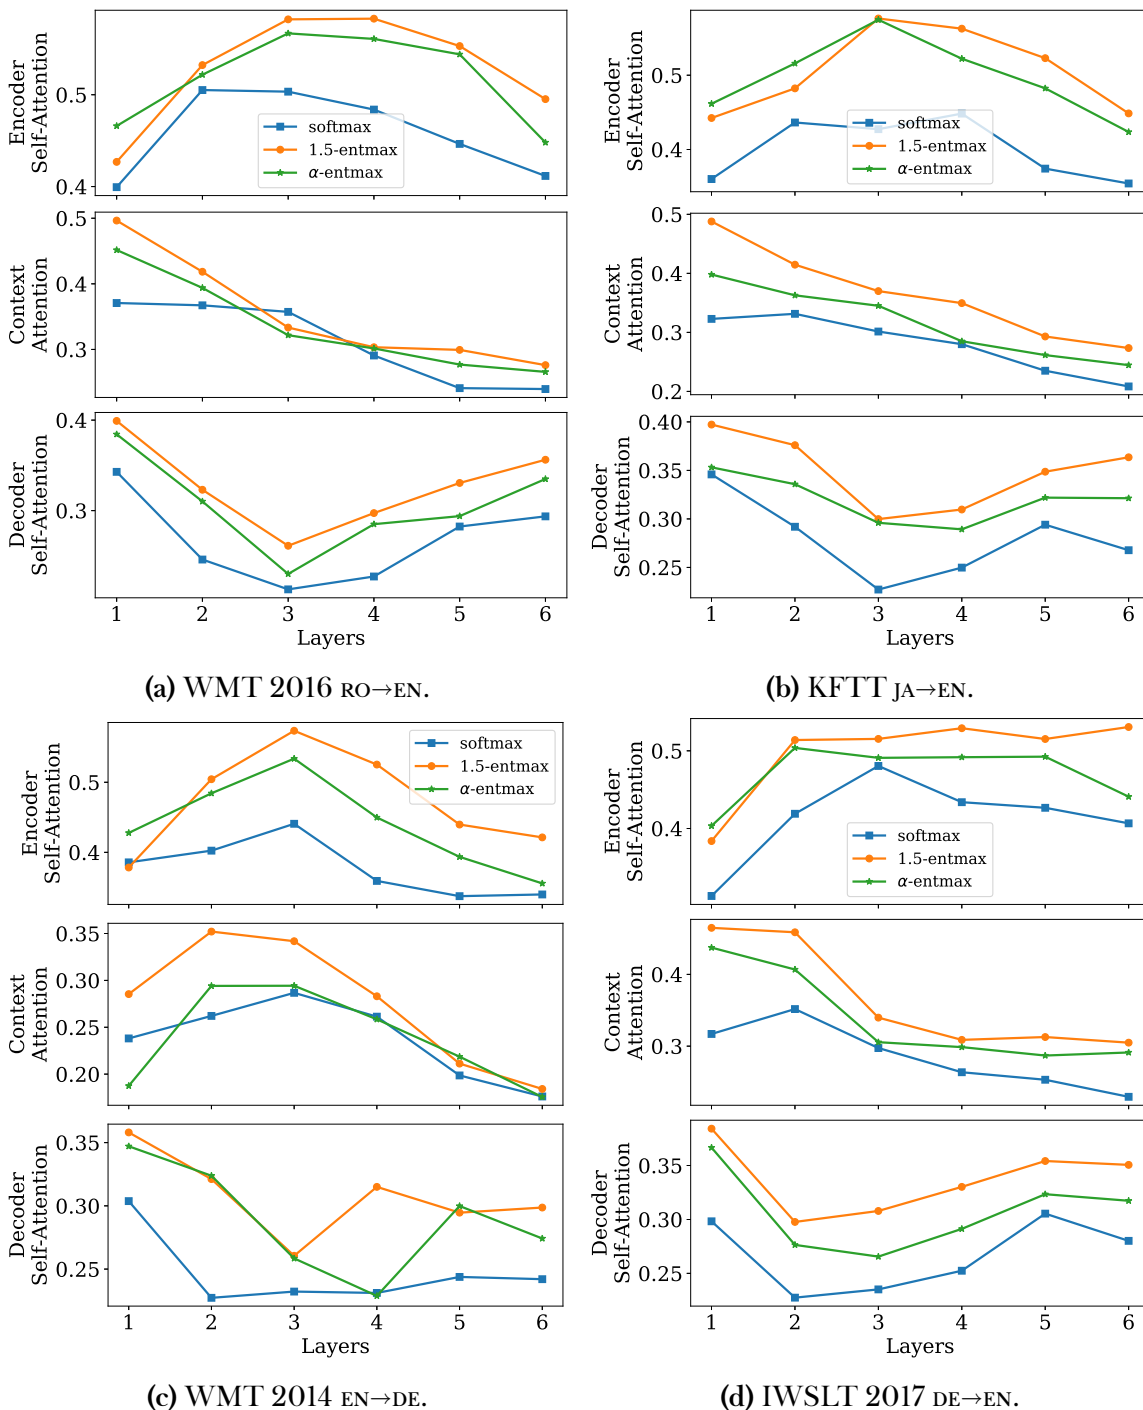 Encoder
Self-Attention
0.5
0.4
softmax
1.5-entmax
α-entmax
Context
Attention
0.5
0.4
0.3
Decoder
Self-Attention
0.4
0.3
1 2 3 4 5 6
Layers
(a) WMT 2016 RO→EN.
Encoder
Self-Attention
0.5
0.4
softmax
1.5-entmax
α-entmax
Context
Attention
0.5
0.4
0.3
0.2
Decoder
Self-Attention
0.40
0.35
0.30
0.25
1 2 3 4 5 6
Layers
(b) KFTT JA→EN.
Encoder
Self-Attention
0.5
0.4
softmax
1.5-entmax
α-entmax
Context
Attention
0.35
0.30
0.25
0.20
Decoder
Self-Attention
0.35
0.30
0.25
1 2 3 4 5 6
Layers
(c) WMT 2014 EN→DE.
Encoder
Self-Attention
0.5
0.4
softmax
1.5-entmax
α-entmax
Context
Attention
0.4
0.3
Decoder
Self-Attention
0.35
0.30
0.25
1 2 3 4 5 6
Layers
(d) IWSLT 2017 DE→EN.